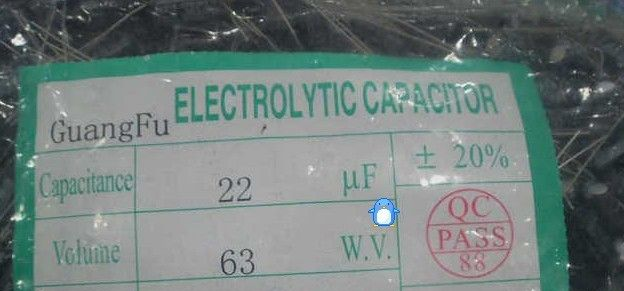 GuangFu ELECTROLYTIC CAPACITOR
Capacitance 22 μF ± 20%
Volume 63 W.V.
QC
PASS
88